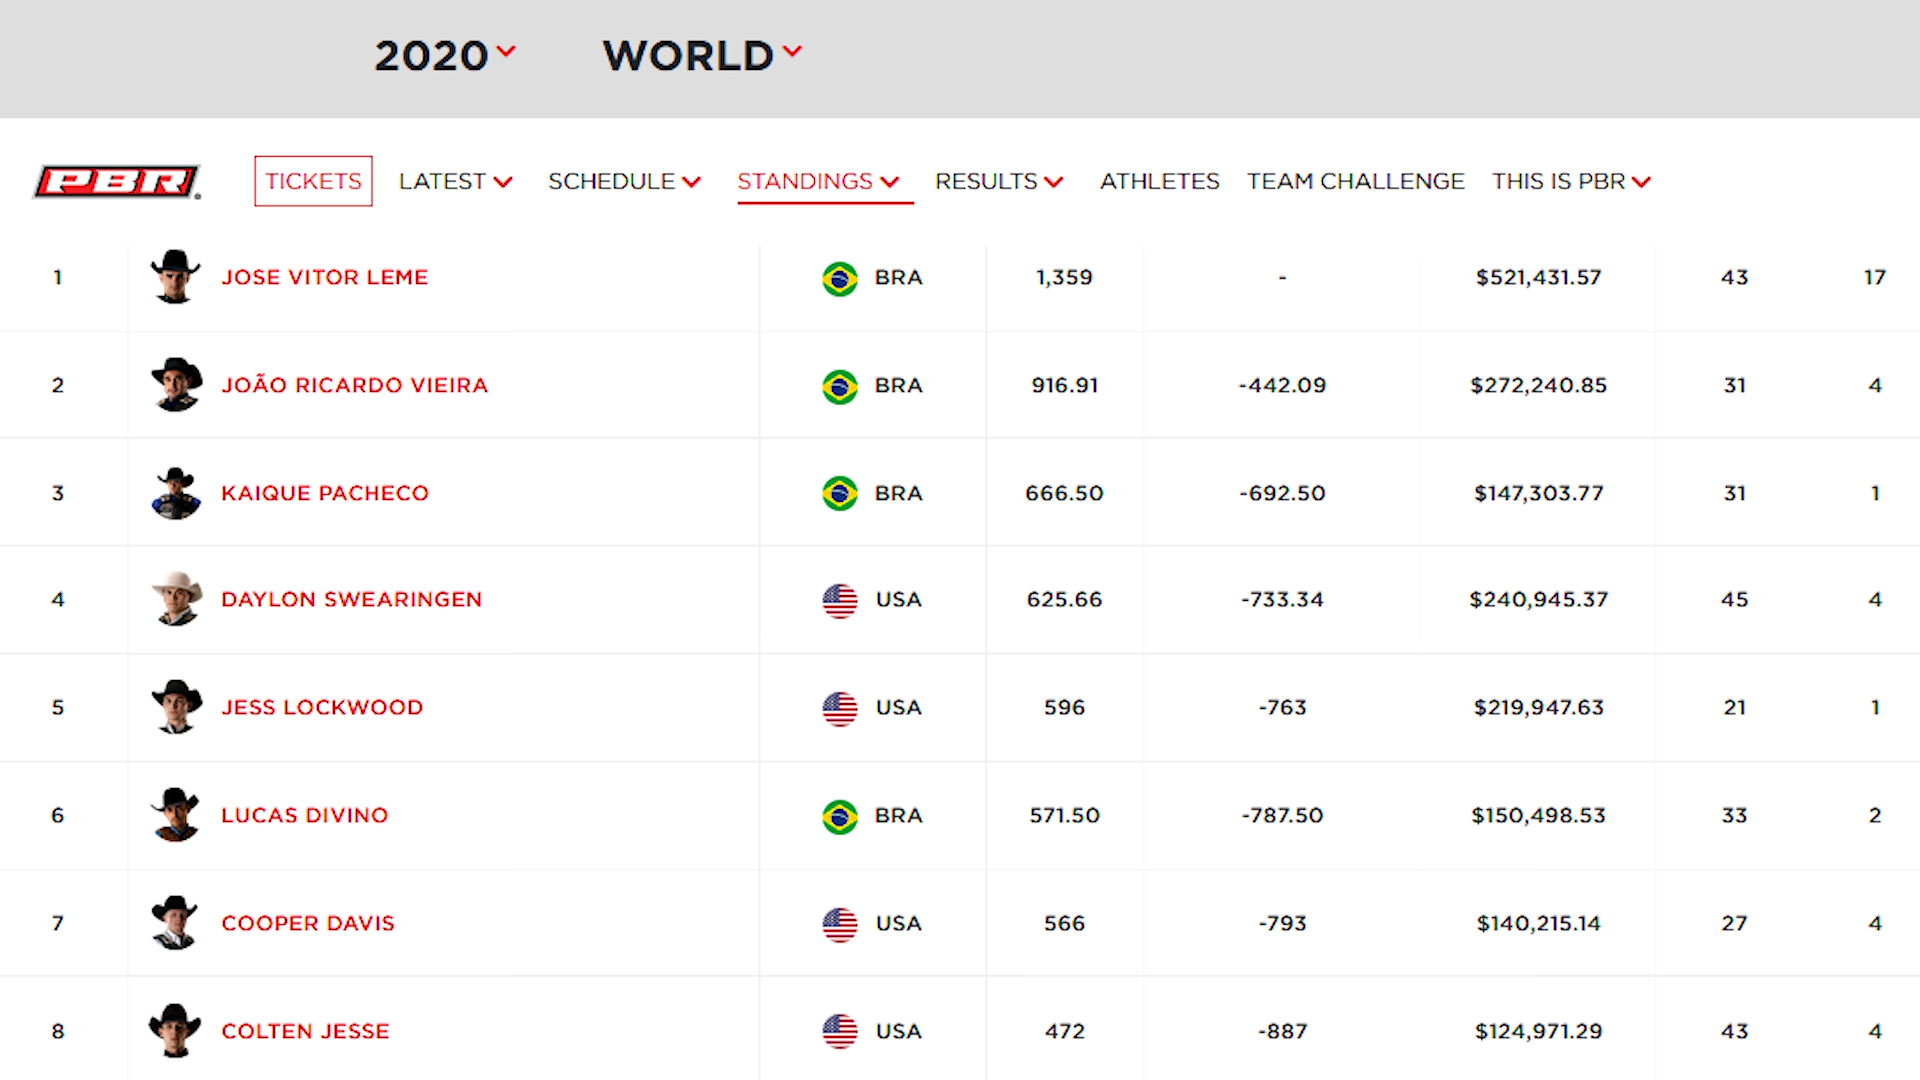 2020 WORLD
PBR TICKETS LATEST SCHEDULE STANDINGS RESULTS ATHLETES TEAM CHALLENGE THIS IS PBR
1 JOSE VITOR LEME BRA 1,359 - $521,431.57 43 17
2 JOÃO RICARDO VIEIRA BRA 916.91 -442.09 $272,240.85 31 4
3 KAIQUE PACHECO BRA 666.50 -692.50 $147,303.77 31 1
4 DAYLON SWEARINGEN USA 625.66 -733.34 $240,945.37 45 4
5 JESS LOCKWOOD USA 596 -763 $219,947.63 21 1
6 LUCAS DIVINO BRA 571.50 -787.50 $150,498.53 33 2
7 COOPER DAVIS USA 566 -793 $140,215.14 27 4
8 COLTEN JESSE USA 472 -887 $124,971.29 43 4